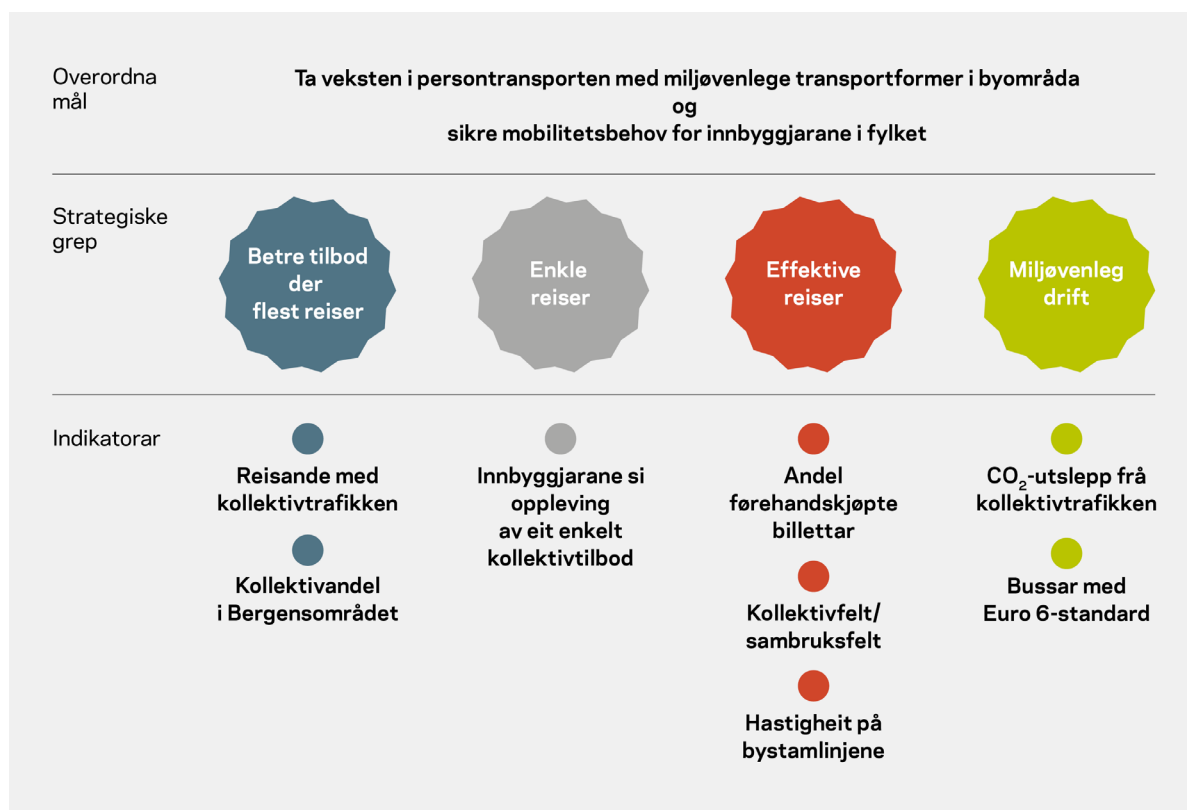 Overordna
mål
Ta veksten i persontransporten med miljøvenlege transportformer i byområda
og
sikre mobilitetsbehov for innbyggjarane i fylket
Strategiske
grep
Betre tilbod
der
flest reiser
Enkle
reiser
Effektive
reiser
Miljøvenleg
drift
Indikatorar
Reisande med
kollektivtrafikken
Kollektivandel
i Bergensområdet
Innbyggjarane si
oppleving
av eit enkelt
kollektivtilbod
Andel
førehandskjøpte
billettar
Kollektivfelt/
sambruksfelt
Hastigheit på
bystamlinjene
CO₂-utslepp frå
kollektivtrafikken
Bussar med
Euro 6-standard